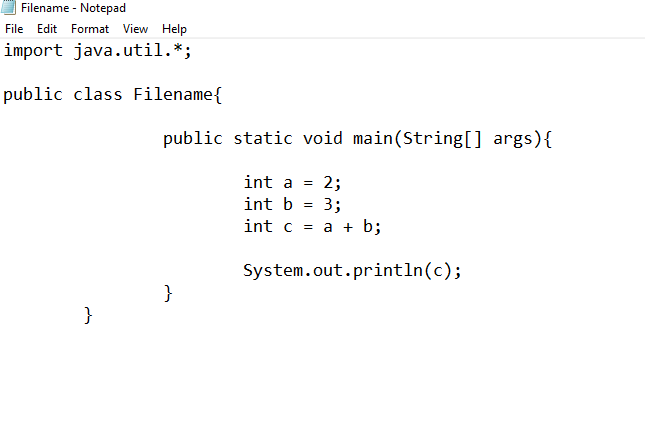 Filename - Notepad
File Edit Format View Help
import java.util.*;
public class Filename{
public static void main(String[] args){
int a = 2;
int b = 3;
int c = a + b;
System.out.println(c);
}
}